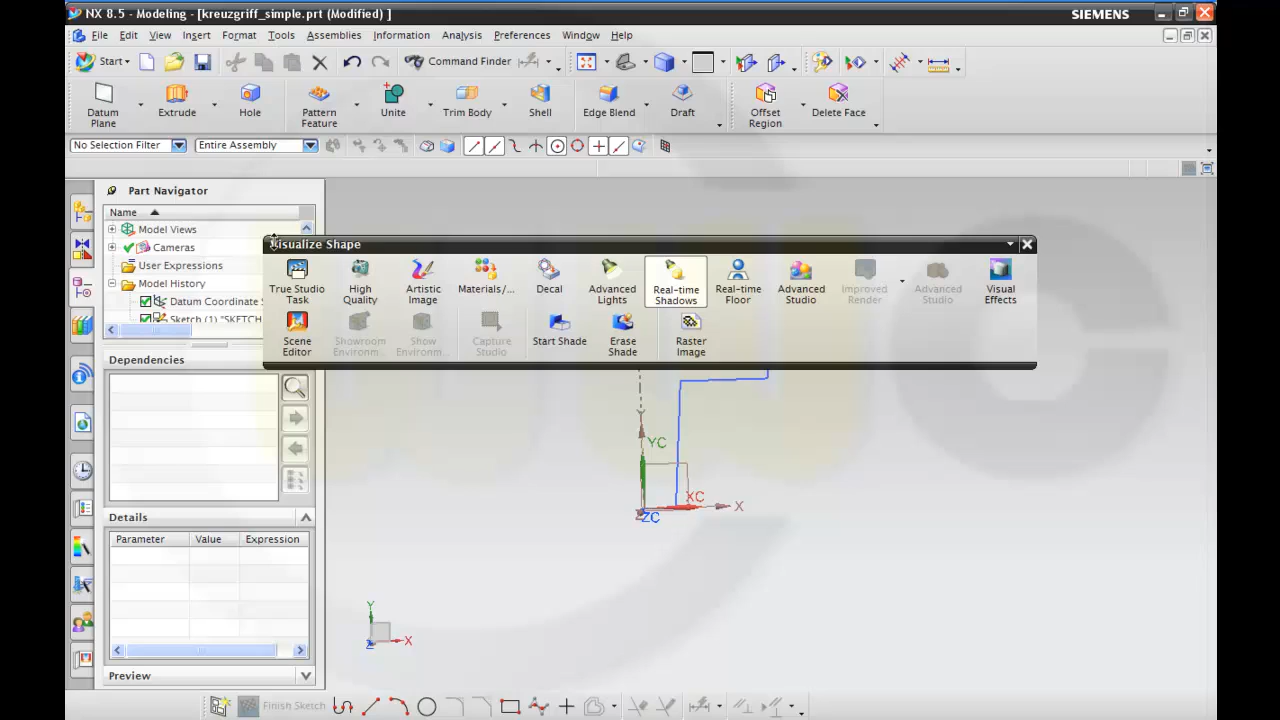 NX 8.5 - Modeling - [kreuzgriff_simple.prt (Modified) ]
SIEMENS
File Edit View Insert Format Tools Assemblies Information Analysis Preferences Window Help
Start
Command Finder
Datum Plane
Extrude
Hole
Pattern Feature
Unite
Trim Body
Shell
Edge Blend
Draft
Offset Region
Delete Face
No Selection Filter
Entire Assembly
Part Navigator
Name
Model Views
Cameras
User Expressions
Model History
Datum Coordinate S
Sketch (1) "SKETCH
isualize Shape
True Studio Task
High Quality
Artistic Image
Materials/...
Decal
Advanced Lights
Real-time Shadows
Real-time Floor
Advanced Studio
Improved Render
Advanced Studio
Visual Effects
Scene Editor
Showroom Environm...
Show Environm...
Capture Studio
Start Shade
Erase Shade
Raster Image
Dependencies
YC
XC
X
ZC
Details
Parameter Value Expression
Y
X
Z
Preview
Finish Sketch